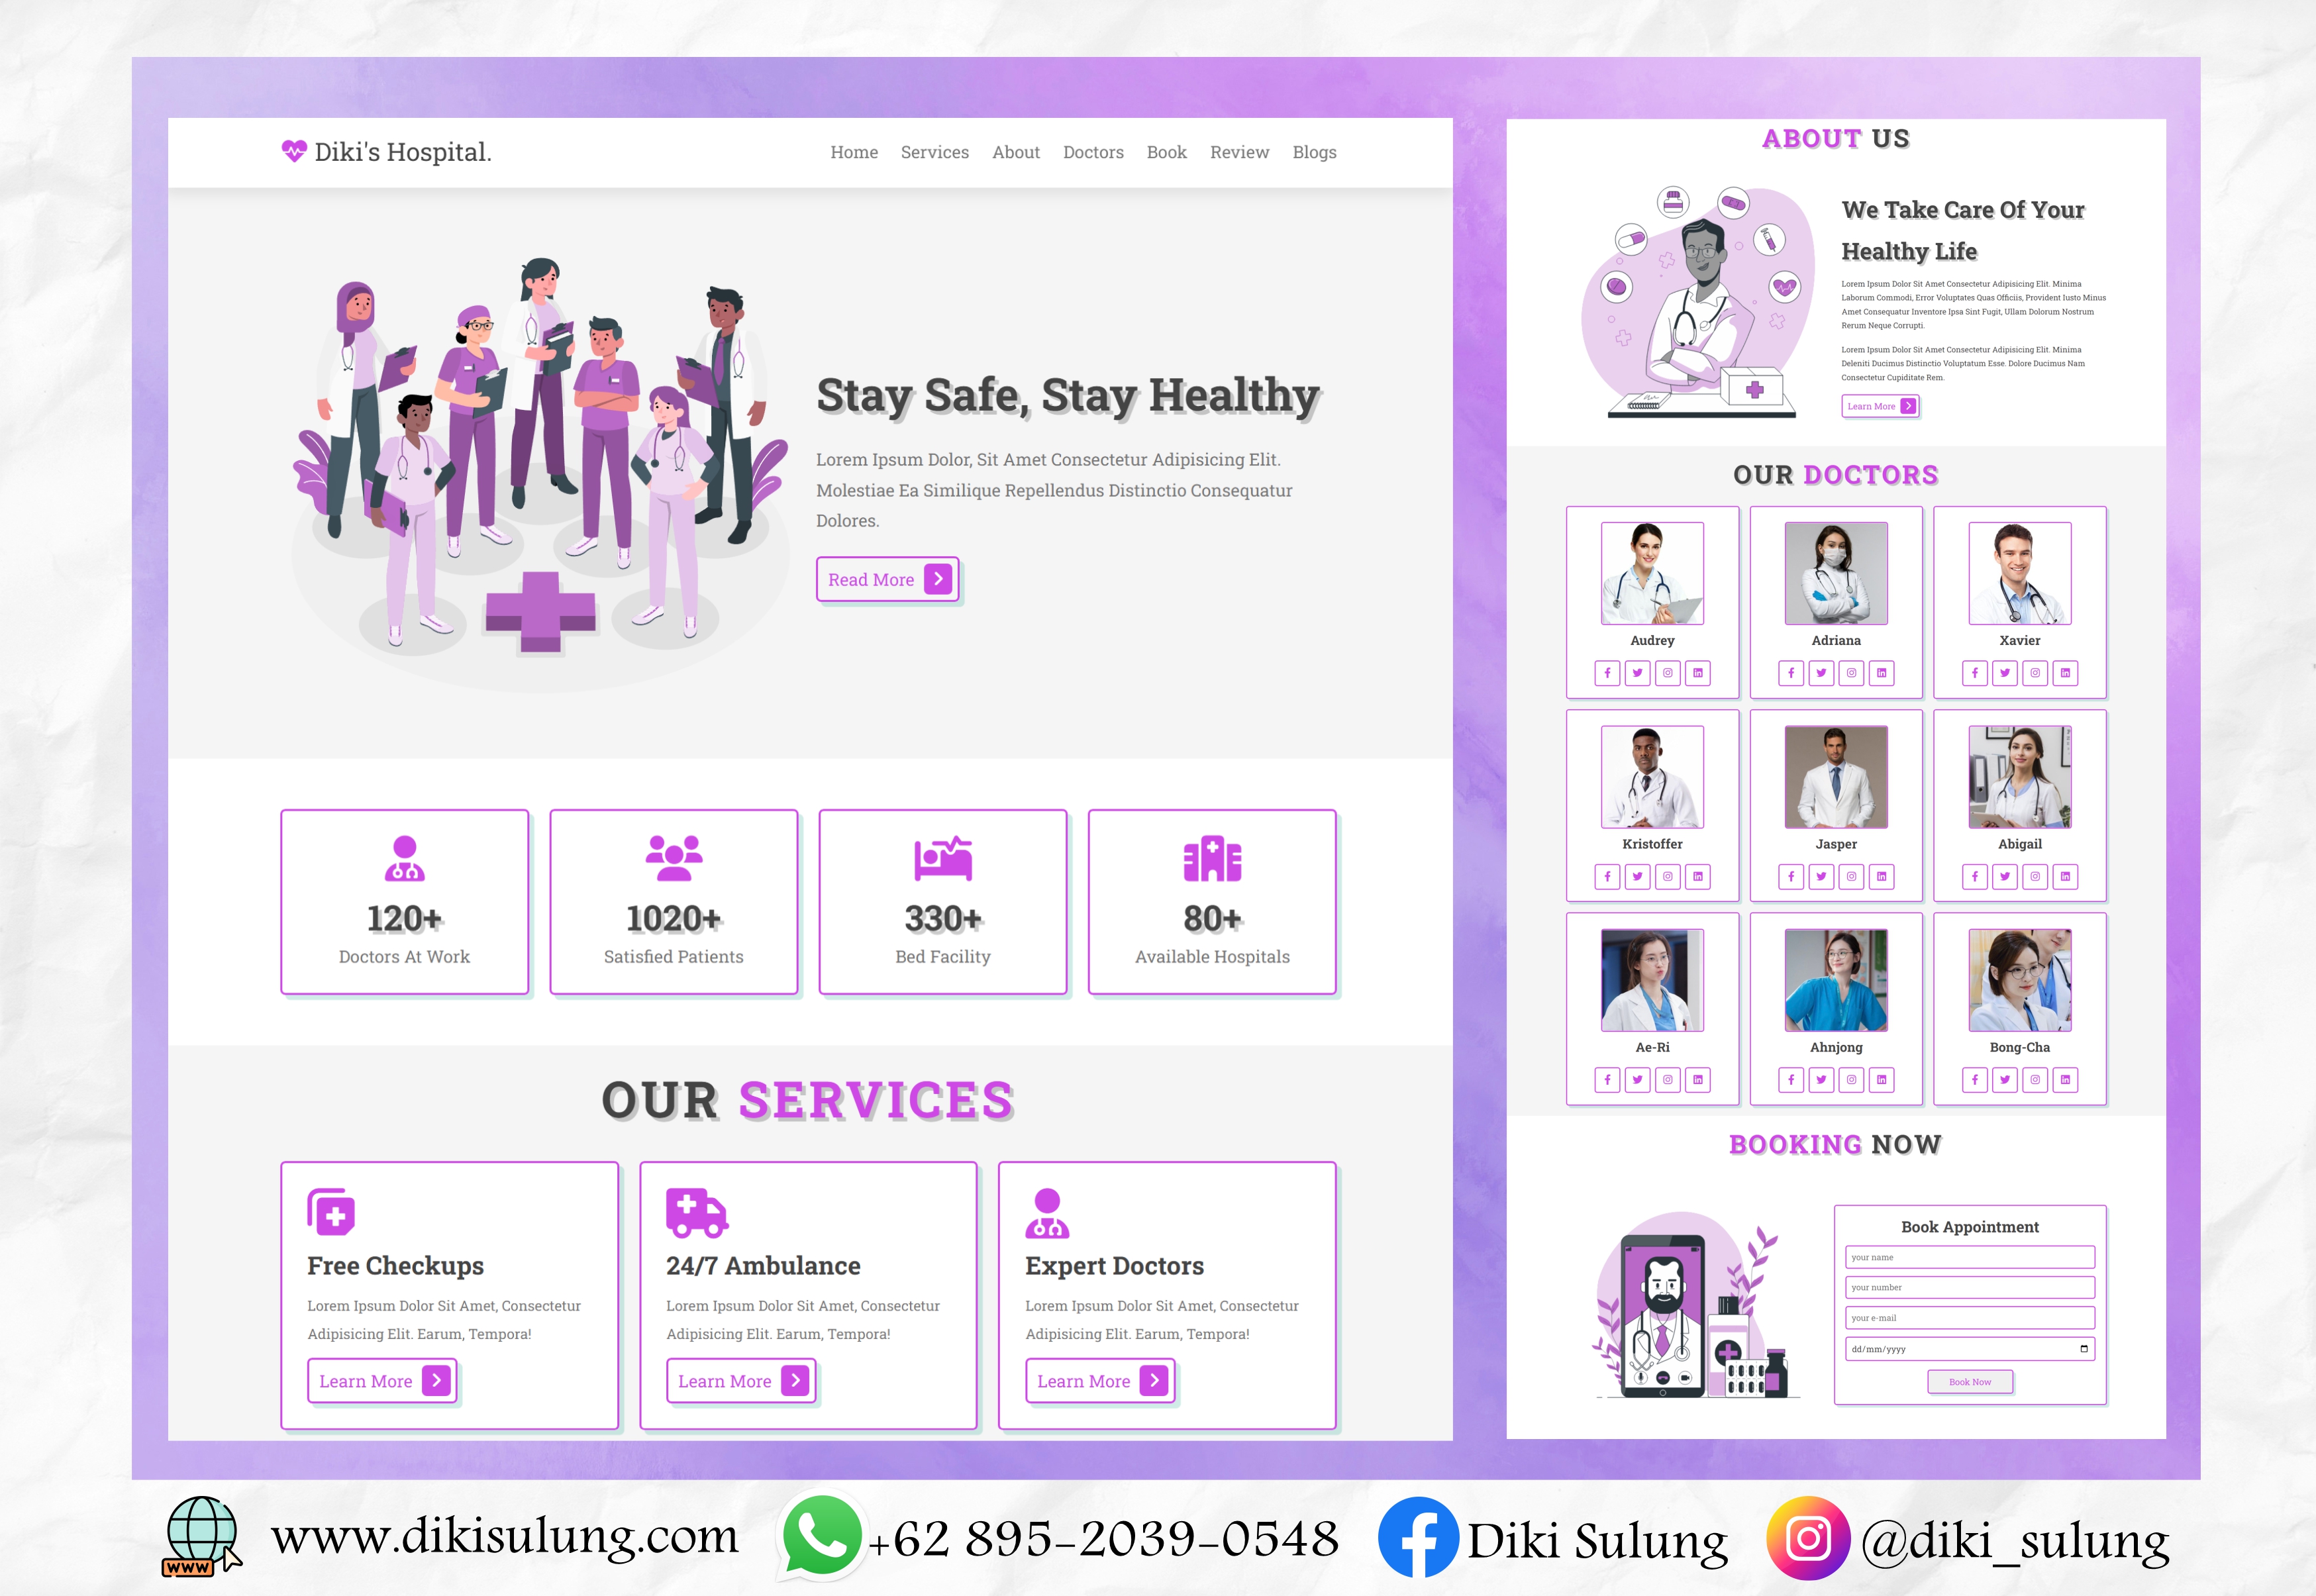 Diki's Hospital.
Home Services About Doctors Book Review Blogs
Stay Safe, Stay Healthy
Lorem Ipsum Dolor, Sit Amet Consectetur Adipisicing Elit.
Molestiae Ea Similique Repellendus Distinctio Consequatur
Dolores.
Read More
120+
Doctors At Work
1020+
Satisfied Patients
330+
Bed Facility
80+
Available Hospitals
OUR SERVICES
Free Checkups
Lorem Ipsum Dolor Sit Amet, Consectetur
Adipisicing Elit. Earum, Tempora!
Learn More
24/7 Ambulance
Lorem Ipsum Dolor Sit Amet, Consectetur
Adipisicing Elit. Earum, Tempora!
Learn More
Expert Doctors
Lorem Ipsum Dolor Sit Amet, Consectetur
Adipisicing Elit. Earum, Tempora!
Learn More
ABOUT US
We Take Care Of Your
Healthy Life
Lorem Ipsum Dolor Sit Amet Consectetur Adipisicing Elit. Minima
Laborum Commodi, Error Voluptates Quas Officiis, Provident Iusto Minus
Amet Consequatur Inventore Ipsa Sint Fugit, Ullam Dolorum Nostrum
Rerum Neque Corrupti.
Lorem Ipsum Dolor Sit Amet Consectetur Adipisicing Elit. Minima
Deleniti Ducimus Distinctio Voluptatum Esse. Dolore Ducimus Nam
Consectetur Cupiditate Rem.
Learn More
OUR DOCTORS
Audrey
Adriana
Xavier
Kristoffer
Jasper
Abigail
Ae-Ri
Ahnjong
Bong-Cha
BOOKING NOW
Book Appointment
your name
your number
your e-mail
dd/mm/yyyy
Book Now
www
www.dikisulung.com
+62 895-2039-0548
Diki Sulung
@diki_sulung